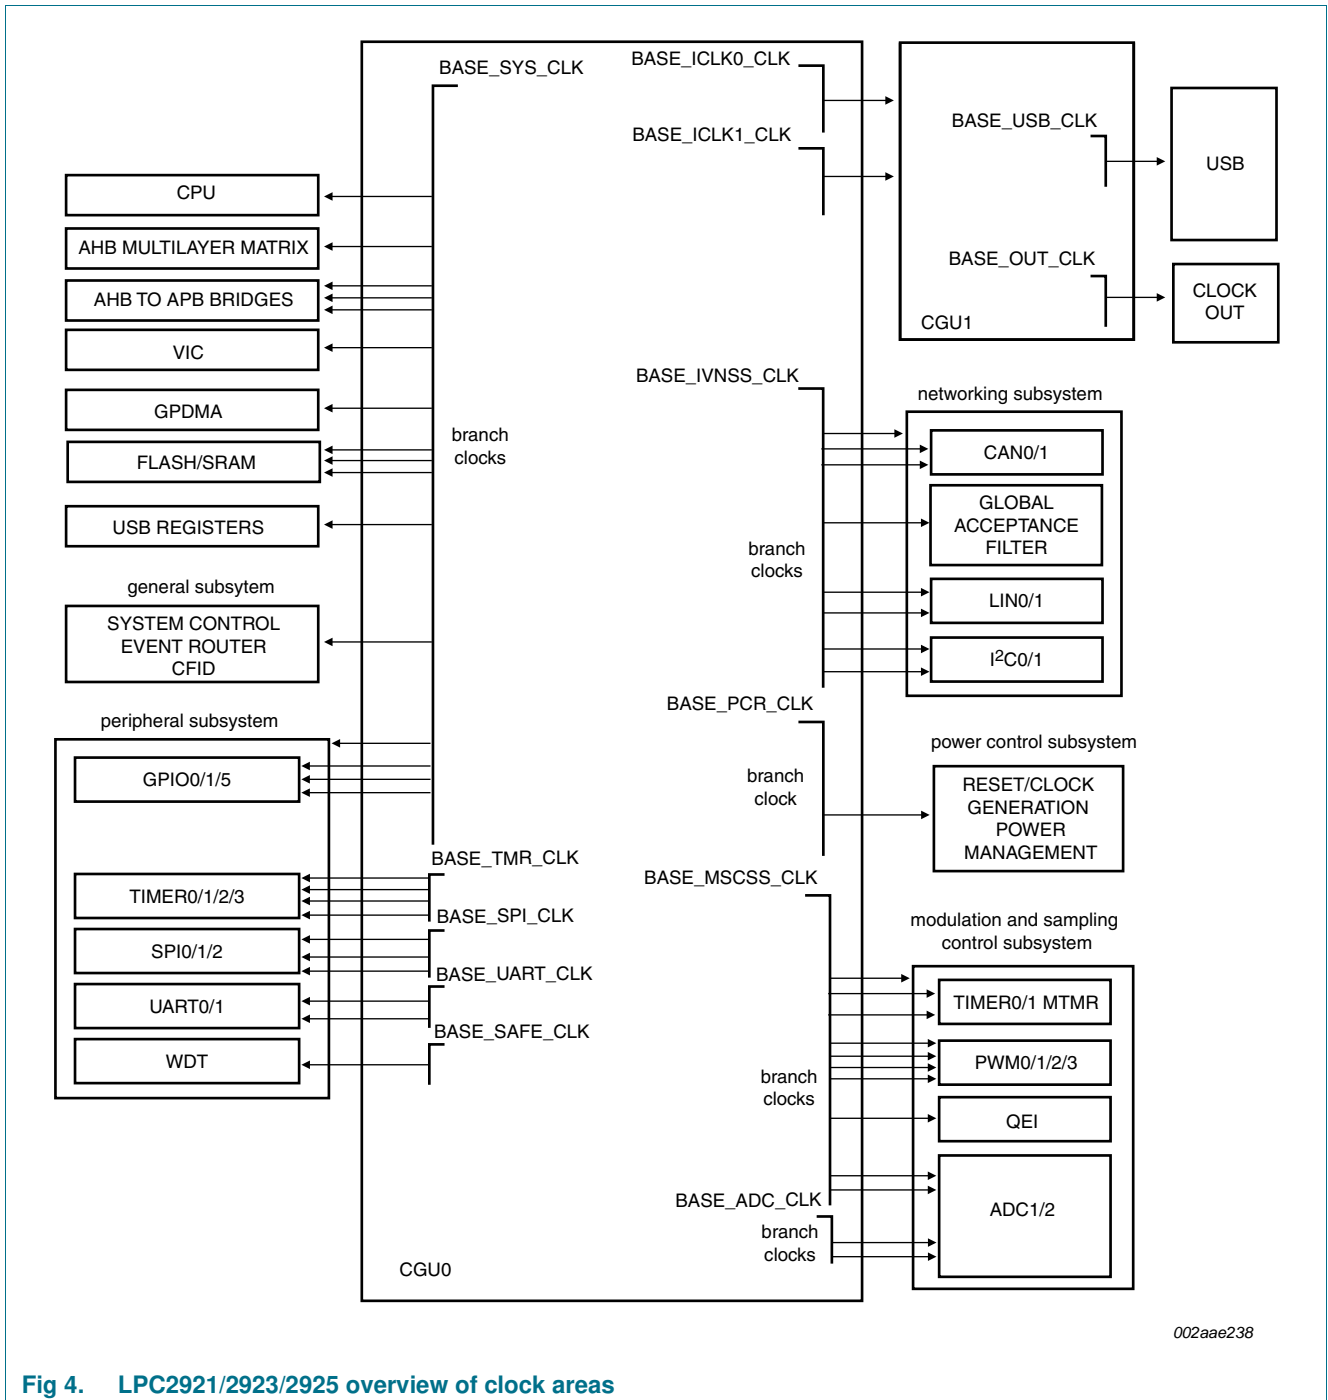 BASE_SYS_CLK
BASE_ICLK0_CLK
BASE_ICLK1_CLK
BASE_USB_CLK
USB
BASE_OUT_CLK
CLOCK
OUT
CGU1
CPU
AHB MULTILAYER MATRIX
AHB TO APB BRIDGES
VIC
GPDMA
FLASH/SRAM
USB REGISTERS
branch
clocks
general subsytem
SYSTEM CONTROL
EVENT ROUTER
CFID
peripheral subsystem
GPIO0/1/5
TIMER0/1/2/3
SPI0/1/2
UART0/1
WDT
BASE_TMR_CLK
BASE_SPI_CLK
BASE_UART_CLK
BASE_SAFE_CLK
BASE_IVNSS_CLK
branch
clocks
networking subsystem
CAN0/1
GLOBAL
ACCEPTANCE
FILTER
LIN0/1
I2C0/1
BASE_PCR_CLK
branch
clock
power control subsystem
RESET/CLOCK
GENERATION
POWER
MANAGEMENT
BASE_MSCSS_CLK
modulation and sampling
control subsystem
TIMER0/1 MTMR
PWM0/1/2/3
branch
clocks
QEI
BASE_ADC_CLK
ADC1/2
branch
clocks
CGU0
002aae238
Fig 4. LPC2921/2923/2925 overview of clock areas